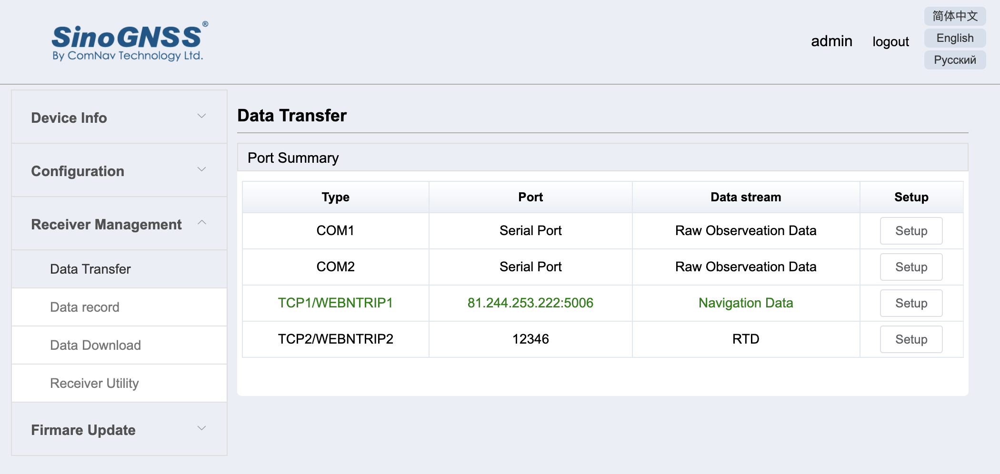 SinoGNSS®
By ComNav Technology Ltd.
admin
logout
简体中文
English
Русский
Device Info
Configuration
Receiver Management
Data Transfer
Data record
Data Download
Receiver Utility
Firmare Update
Data Transfer
Port Summary
Type Port Data stream Setup
COM1 Serial Port Raw Observeation Data Setup
COM2 Serial Port Raw Observeation Data Setup
TCP1/WEBNTRIP1 81.244.253.222:5006 Navigation Data Setup
TCP2/WEBNTRIP2 12346 RTD Setup